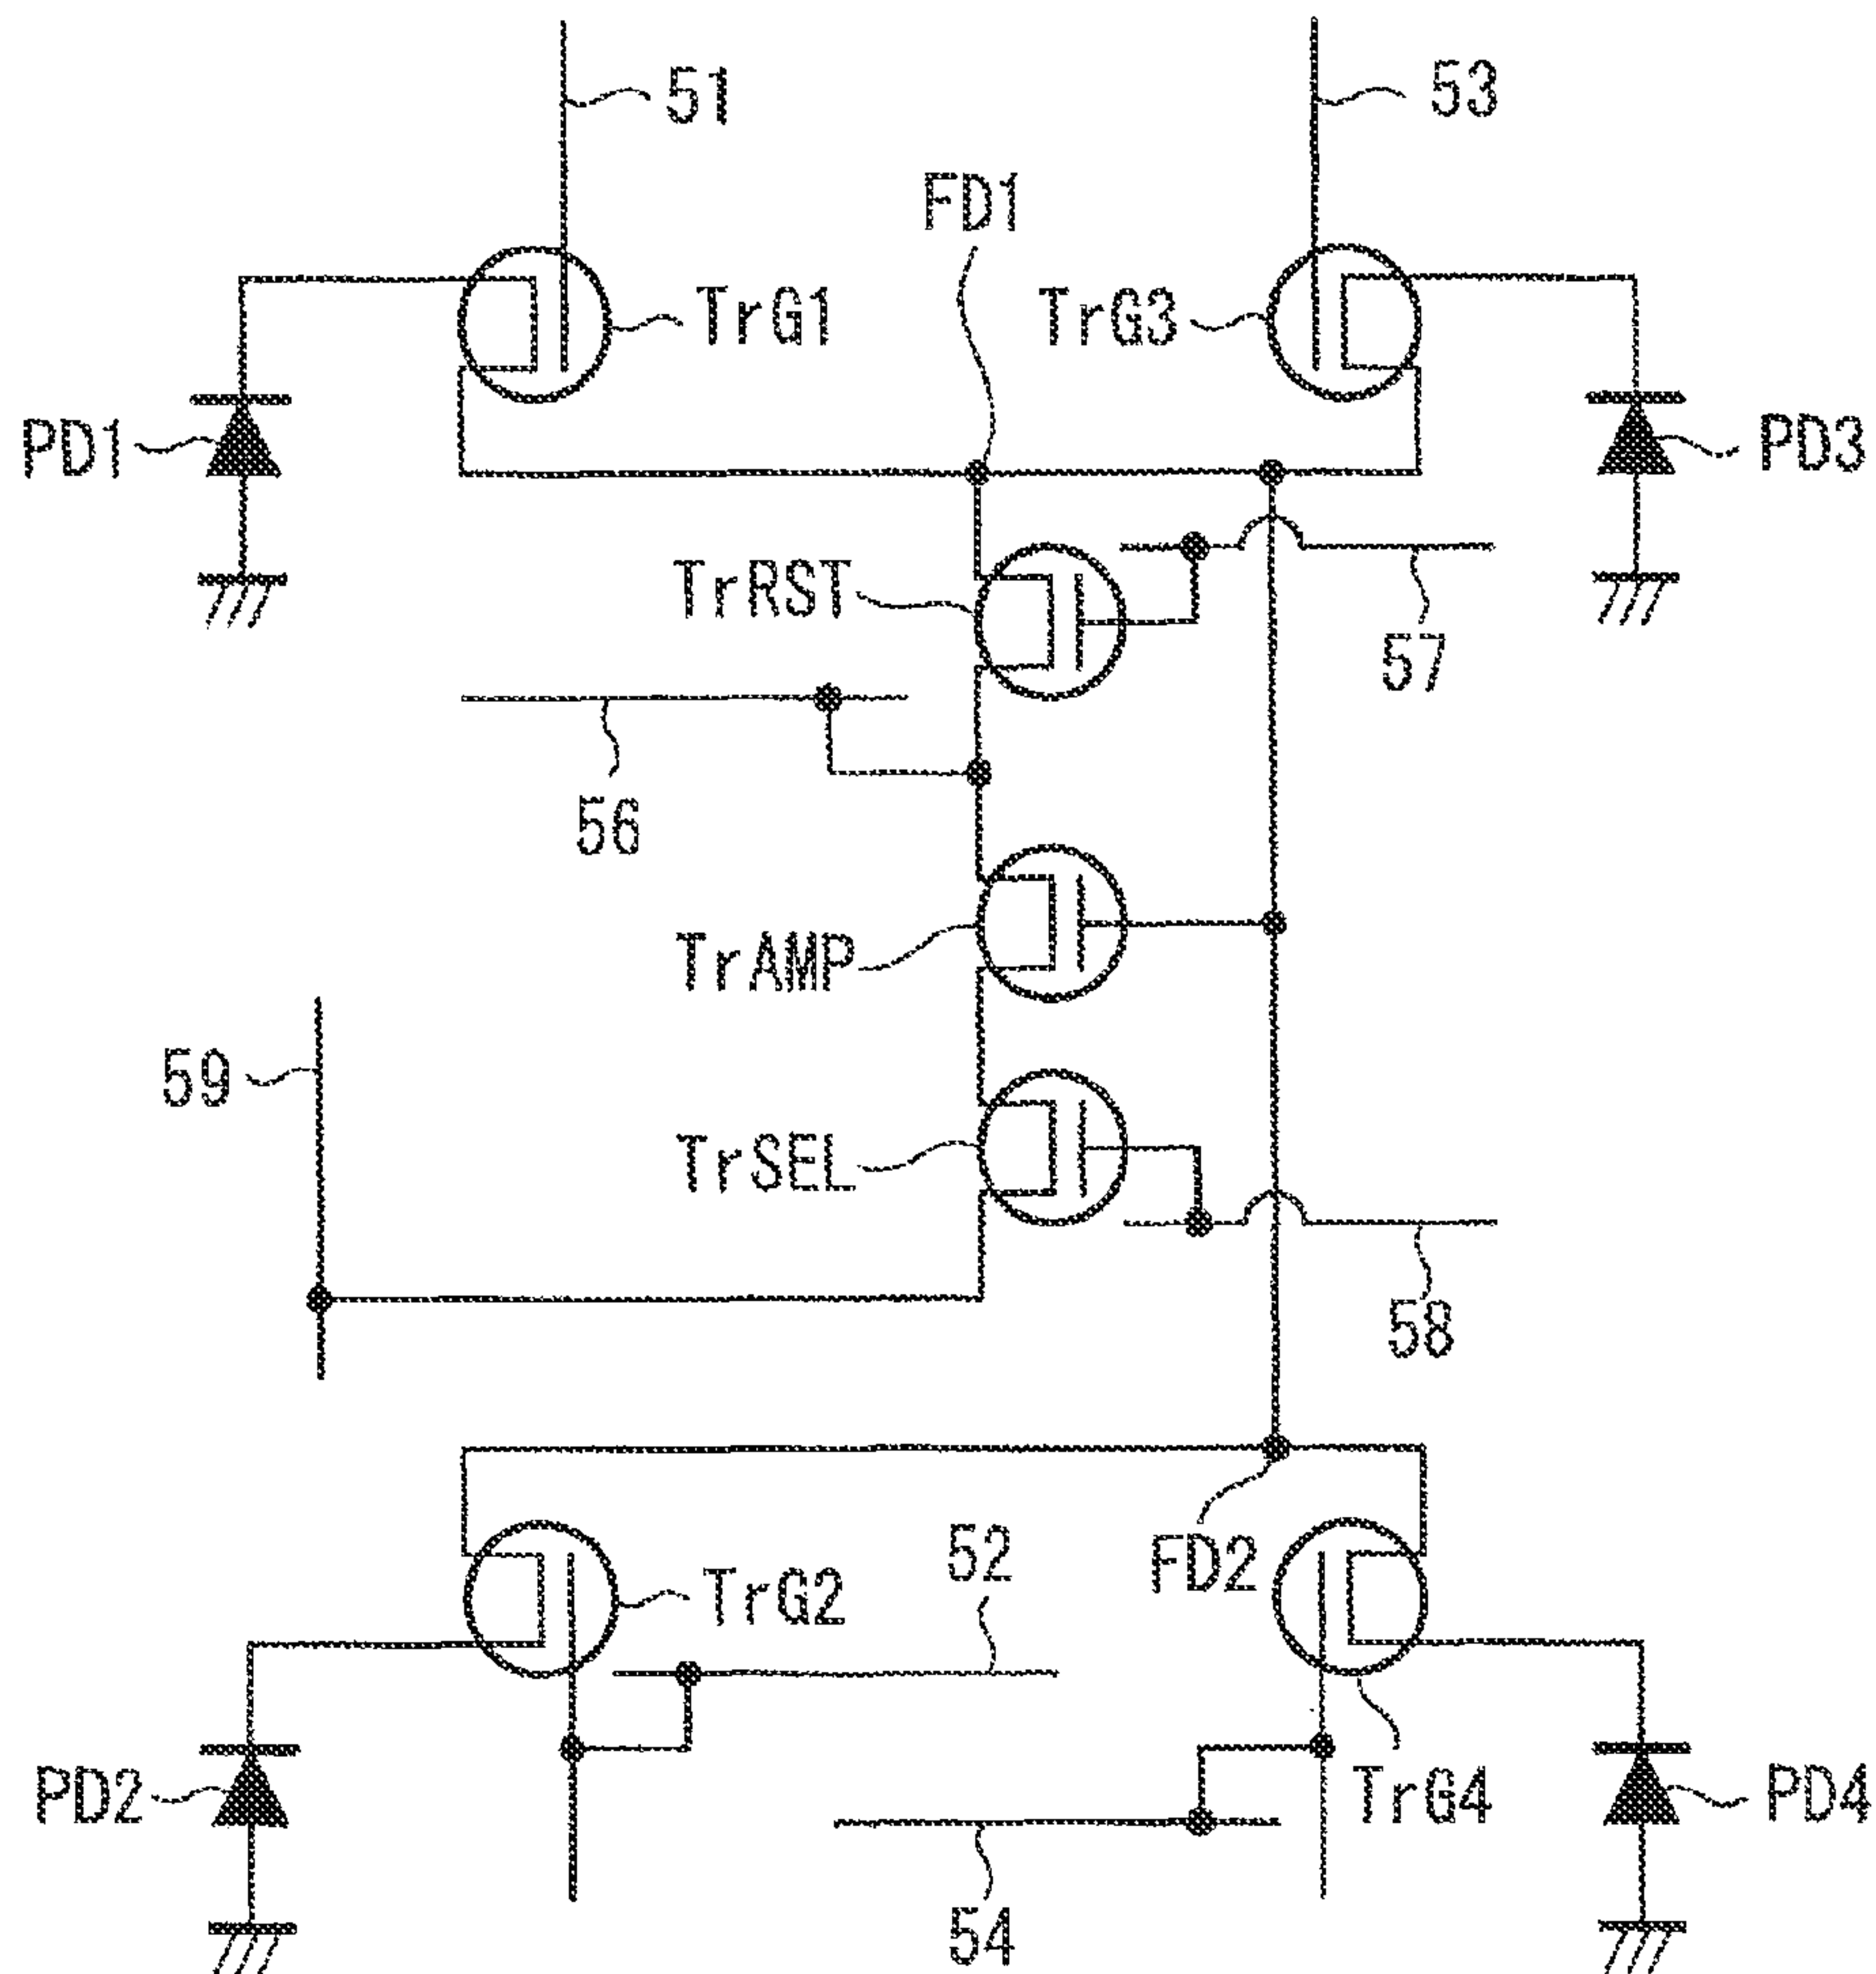 51
53
FD1
TrG1
TrG3
PD1
PD3
TrRST
57
56
TrAMP
59
TrSEL
58
52
FD2
TrG2
PD2
TrG4
PD4
54